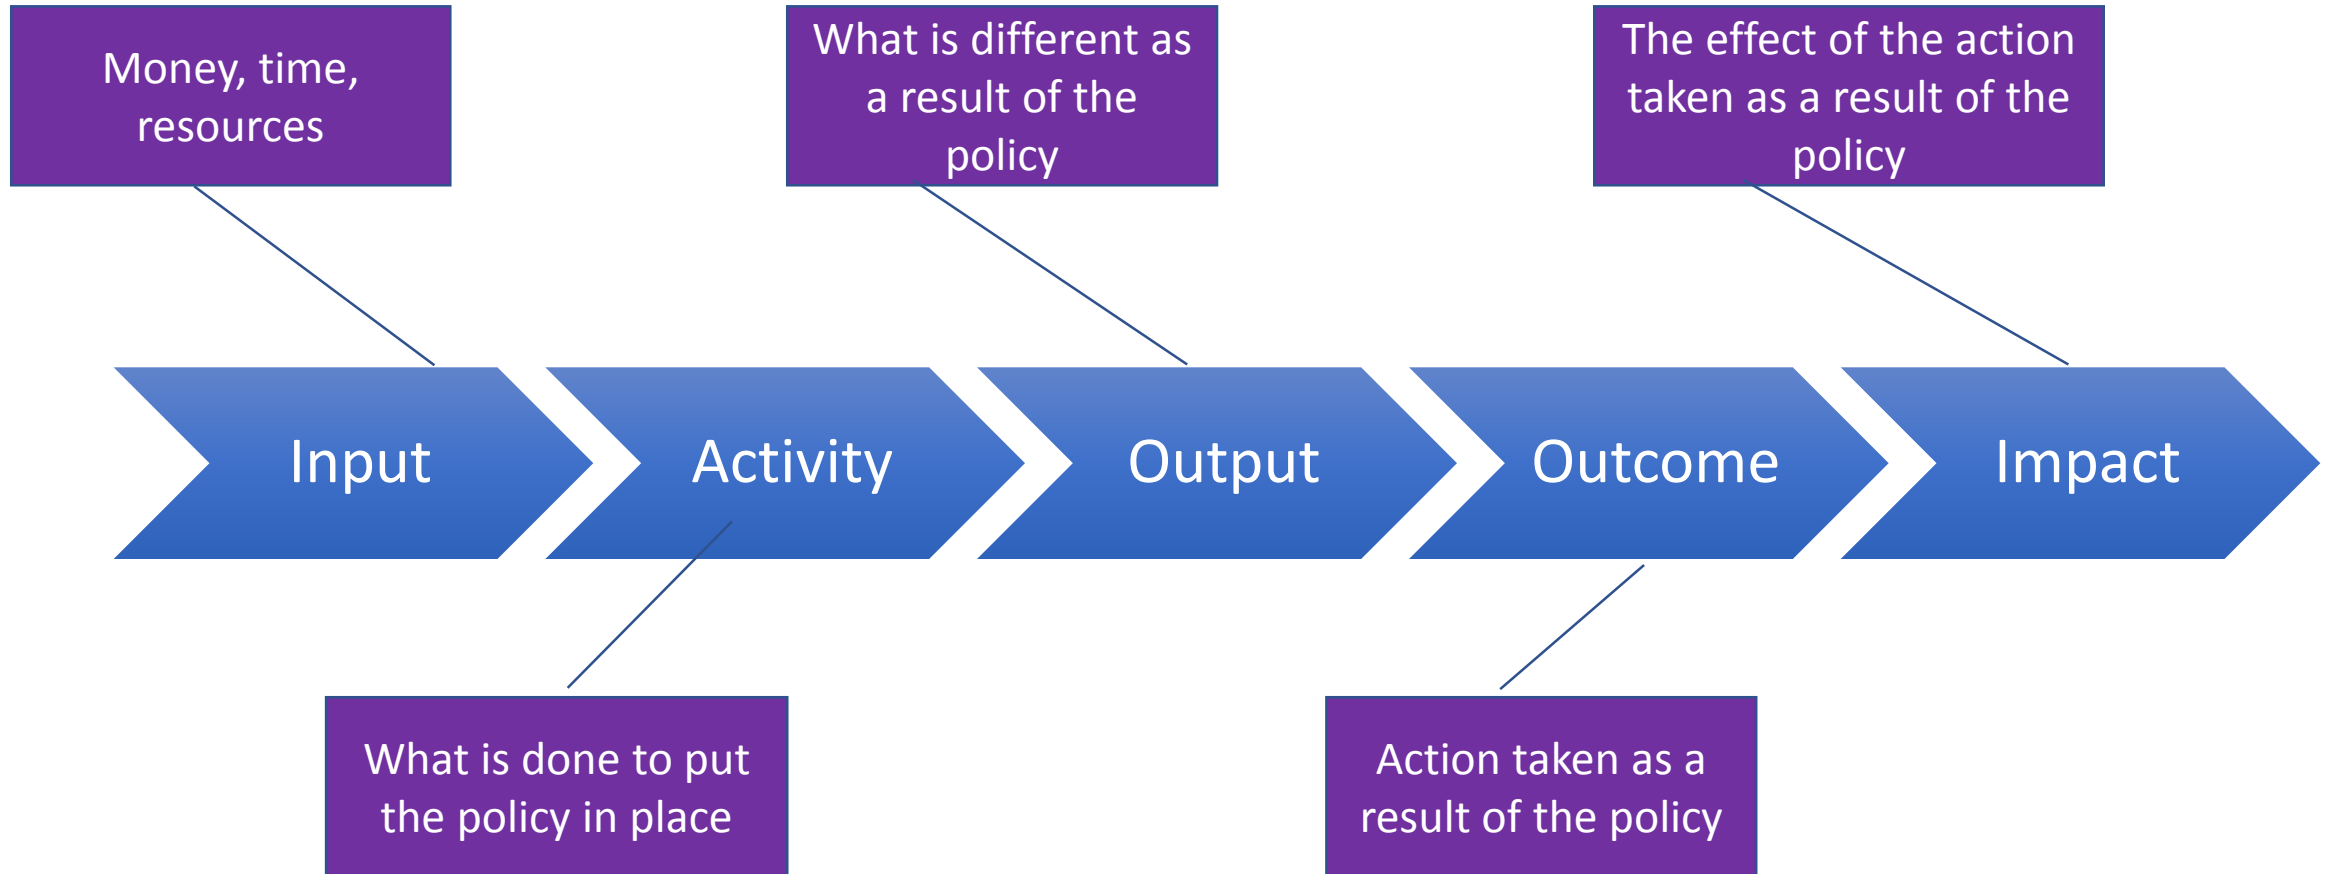 Money, time,
resources
What is different as
a result of the
policy
The effect of the action
taken as a result of the
policy
Input
Activity
Output
Outcome
Impact
What is done to put
the policy in place
Action taken as a
result of the policy